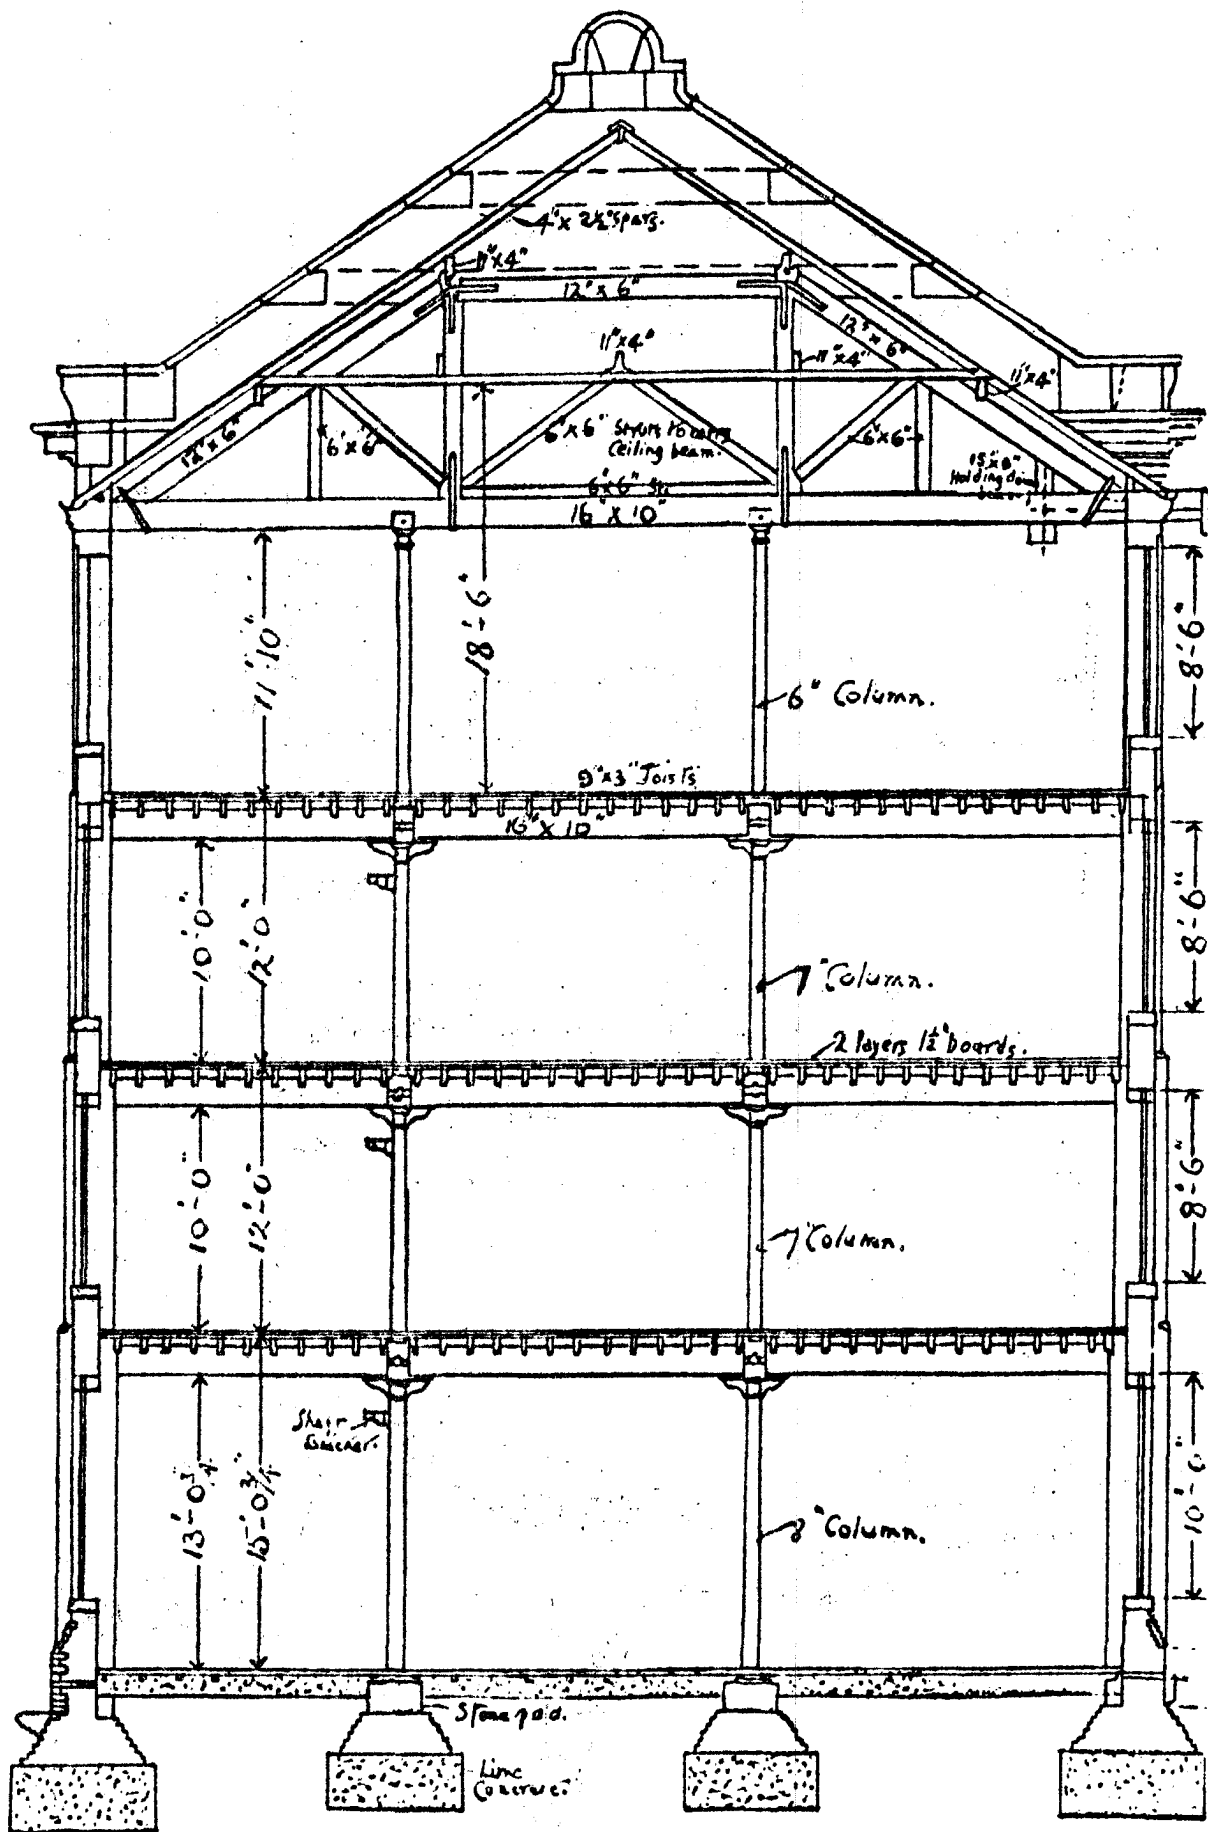 4"x 2½" Spars.
11"x4"
12"x 6"
12"x 6"
11"x4"
11"x4"
11"x4"
12"x 6"
6"x6"
6"x6" Struts to carry
Ceiling beam.
6"x6"
15"x 9"
Holding down
6"x6"
16"x 10"
11'-10"
18'-6"
8'-6"
6" Column.
9"x3" Joists
16"x 10"
10'-0"
12'-0"
8'-6"
7" Column.
2 layers 1½" boards.
10'-0"
12'-0"
8'-6"
7" Column.
Shaft
13'-0¾"
15'-0¾"
10'-0"
8" Column.
Stone pad.
Lime
Concrete.